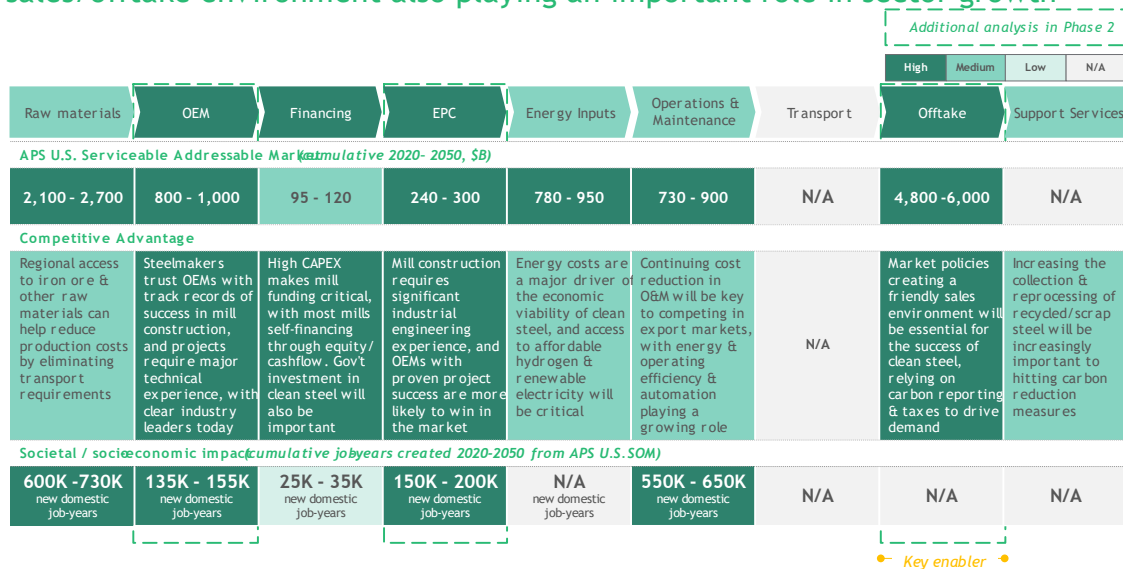 sales/offtake environment also playing an important role in sector growth
Additional analysis in Phase 2
High Medium Low N/A
Raw materials OEM Financing EPC Energy Inputs Operations & Maintenance Transport Offtake Support Services
APS U.S. Serviceable Addressable Market (cumulative 2020- 2050, $B)
2,100 - 2,700 800 - 1,000 95 - 120 240 - 300 780 - 950 730 - 900 N/A 4,800 -6,000 N/A
Competitive Advantage
Regional access
to iron ore &
other raw
materials can
help reduce
production costs
by eliminating
transport
requirements
Steelmakers
trust OEMs with
track records of
success in mill
construction,
and projects
require major
technical
experience, with
clear industry
leaders today
High CAPEX
makes mill
funding critical,
with most mills
self-financing
through equity/
cashflow. Gov't
investment in
clean steel will
also be
important
Mill construction
requires
significant
industrial
engineering
experience, and
OEMs with
proven project
success are more
likely to win in
the market
Energy costs are
a major driver of
the economic
viability of clean
steel, and access
to affordable
hydrogen &
renewable
electricity will
be critical
Continuing cost
reduction in
O&M will be key
to competing in
export markets,
with energy &
operating
efficiency &
automation
playing a
growing role
N/A
Market policies
creating a
friendly sales
environment will
be essential for
the success of
clean steel,
relying on
carbon reporting
& taxes to drive
demand
Increasing the
collection &
reprocessing of
recycled/scrap
steel will be
increasingly
important to
hitting carbon
reduction
measures
Societal / socioeconomic impact (cumulative job-years created 2020-2050 from APS U.S.SOM)
600K -730K
new domestic
job-years
135K - 155K
new domestic
job-years
25K - 35K
new domestic
job-years
150K - 200K
new domestic
job-years
N/A
new domestic
job-years
550K - 650K
new domestic
job-years
N/A
N/A
N/A
Key enabler